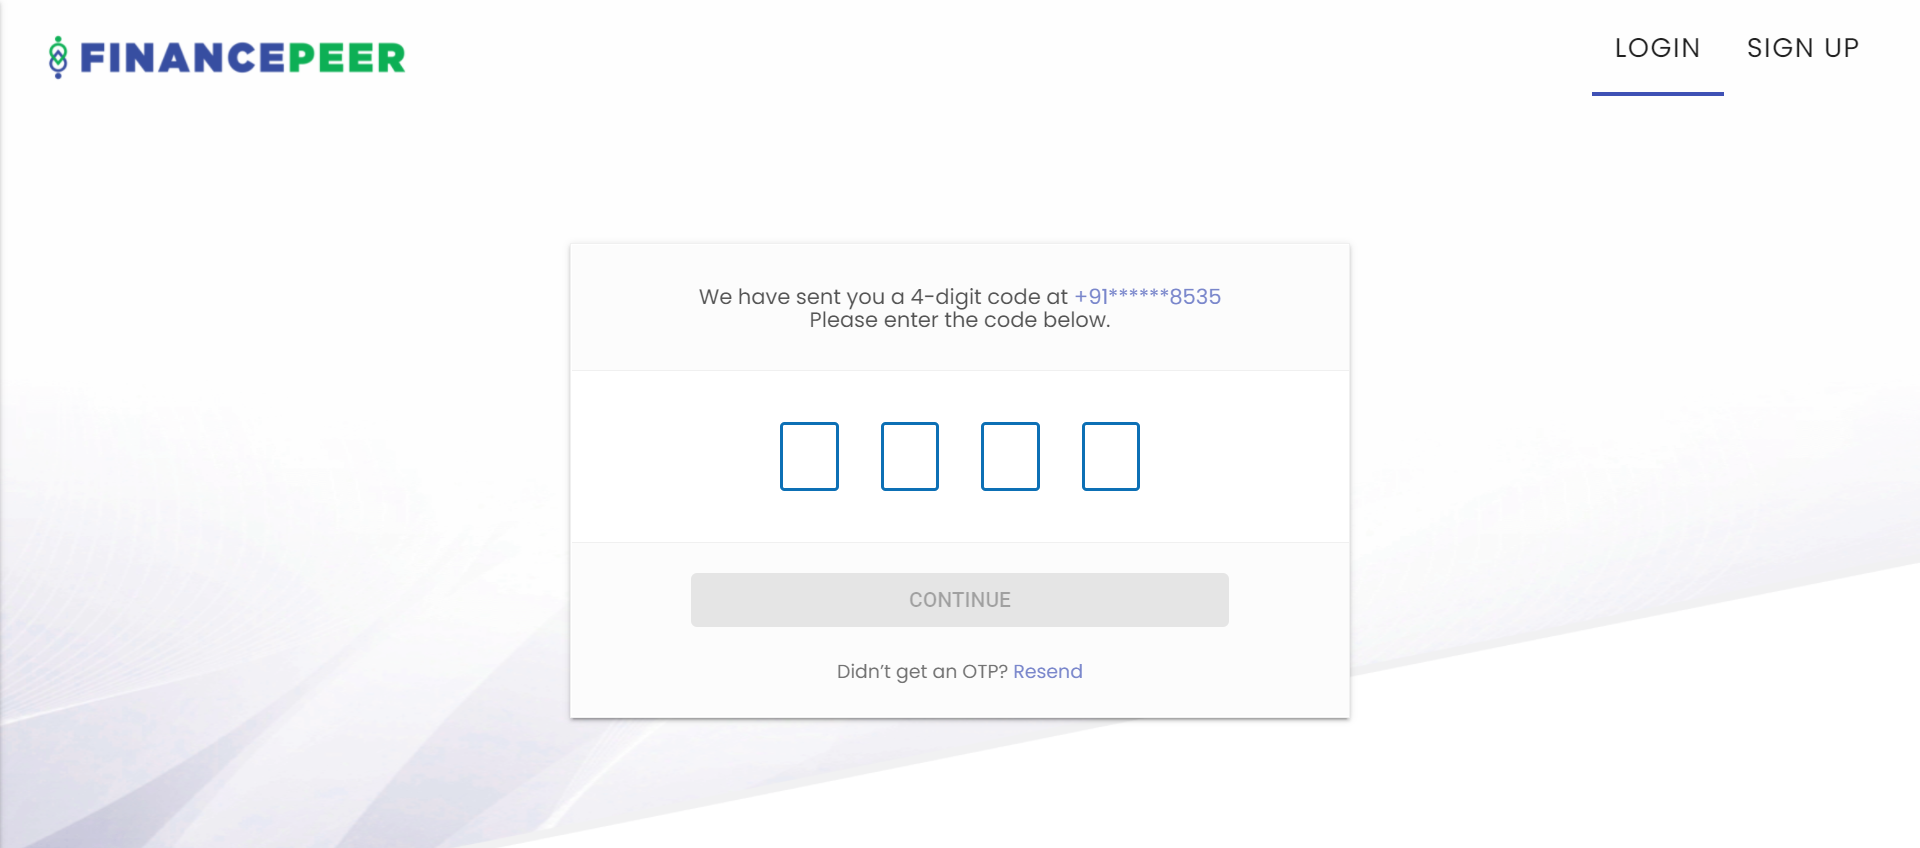 FINANCEPEER
LOGIN SIGN UP
We have sent you a 4-digit code at +91******8535
Please enter the code below.
CONTINUE
Didn't get an OTP? Resend